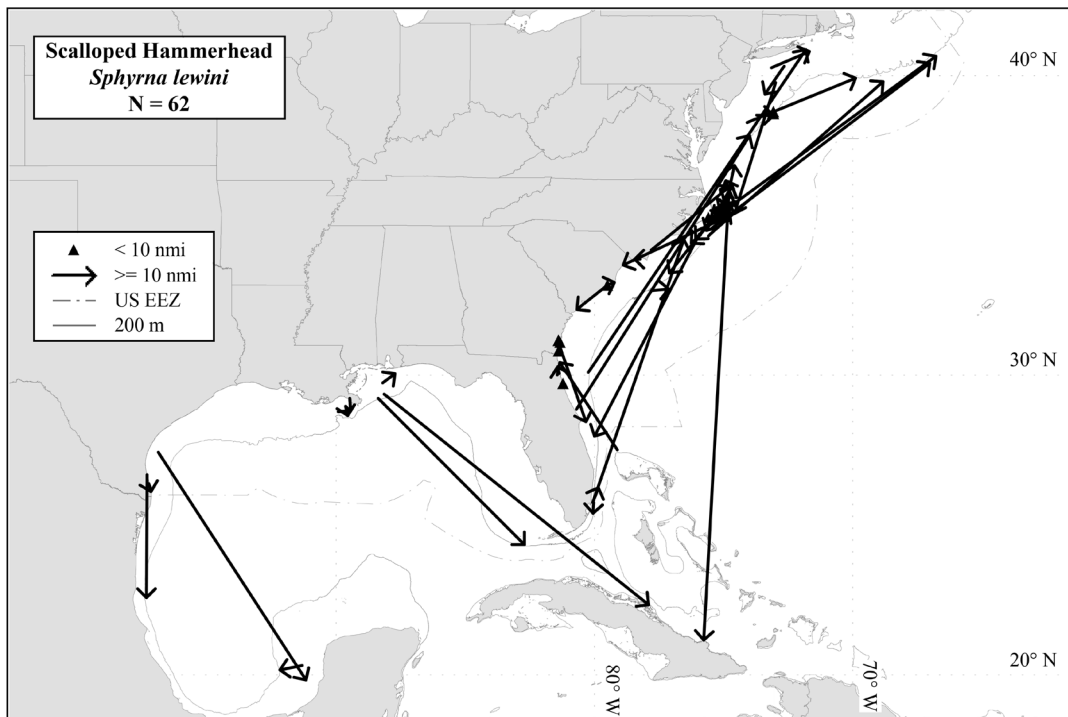 Scalloped Hammerhead
Sphyrna lewini
N = 62
< 10 nmi
>= 10 nmi
US EEZ
200 m
40° N
30° N
20° N
80° W
70° W